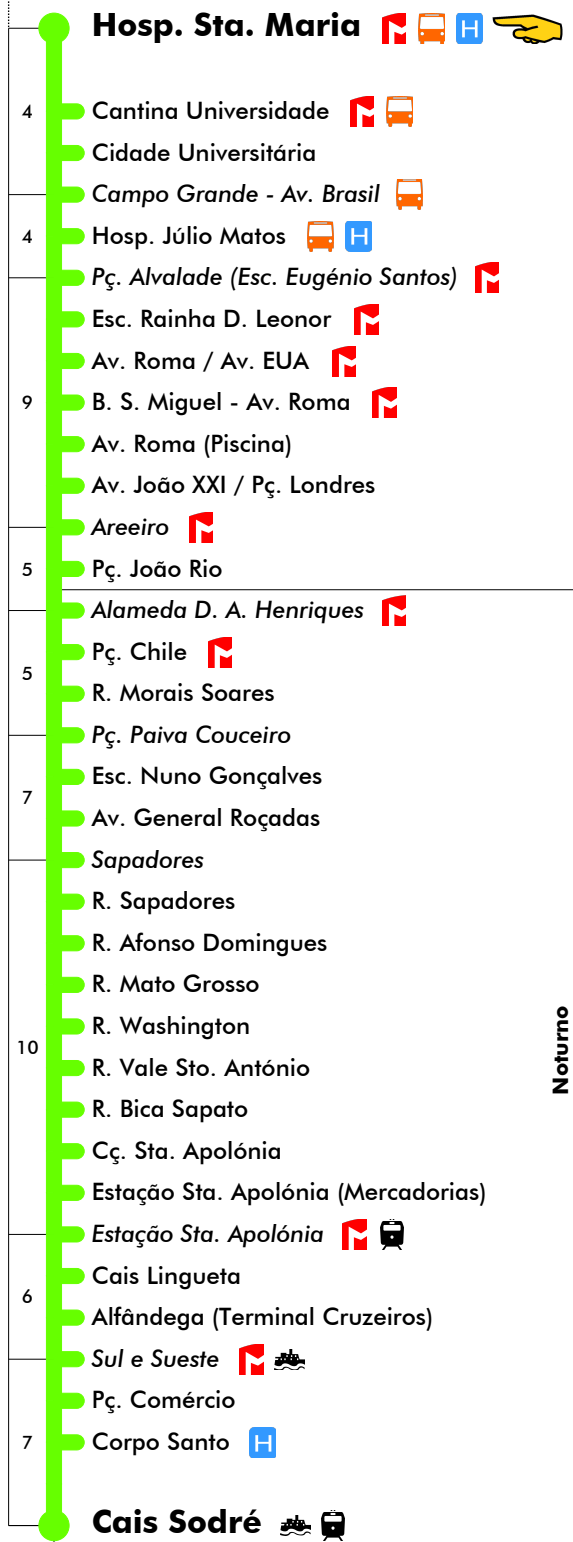 Hosp. Sta. Maria H
4 Cantina Universidade
Cidade Universitária
Campo Grande - Av. Brasil
4 Hosp. Júlio Matos H
Pç. Alvalade (Esc. Eugénio Santos)
Esc. Rainha D. Leonor
Av. Roma / Av. EUA
9 B. S. Miguel - Av. Roma
Av. Roma (Piscina)
Av. João XXI / Pç. Londres
Areeiro
5 Pç. João Rio
Alameda D. A. Henriques
Pç. Chile
5
R. Morais Soares
Pç. Paiva Couceiro
Esc. Nuno Gonçalves
7
Av. General Roçadas
Sapadores
R. Sapadores
R. Afonso Domingues
R. Mato Grosso
R. Washington
10
Noturno
R. Vale Sto. António
R. Bica Sapato
Cç. Sta. Apolónia
Estação Sta. Apolónia (Mercadorias)
Estação Sta. Apolónia
Cais Lingueta
6
Alfândega (Terminal Cruzeiros)
Sul e Sueste
Pç. Comércio
7 Corpo Santo H
Cais Sodré